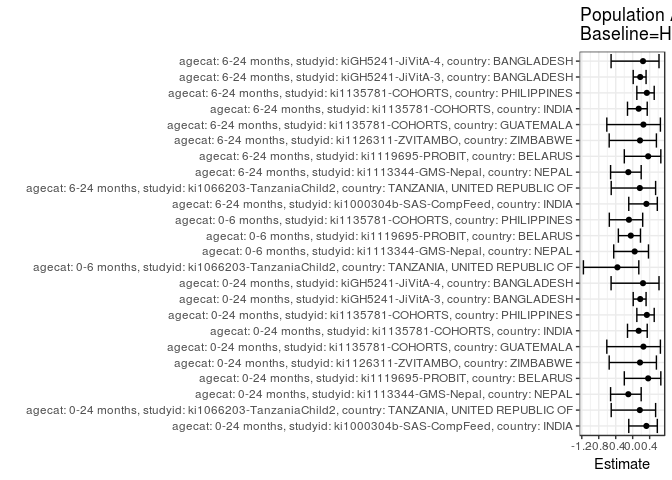 Population
Baseline=H
agecat: 6-24 months, studyid: kiGH5241-JiVitA-4, country: BANGLADESH
agecat: 6-24 months, studyid: kiGH5241-JiVitA-3, country: BANGLADESH
agecat: 6-24 months, studyid: ki1135781-COHORTS, country: PHILIPPINES
agecat: 6-24 months, studyid: ki1135781-COHORTS, country: INDIA
agecat: 6-24 months, studyid: ki1135781-COHORTS, country: GUATEMALA
agecat: 6-24 months, studyid: ki1126311-ZVITAMBO, country: ZIMBABWE
agecat: 6-24 months, studyid: ki1119695-PROBIT, country: BELARUS
agecat: 6-24 months, studyid: ki1113344-GMS-Nepal, country: NEPAL
agecat: 6-24 months, studyid: ki1066203-TanzaniaChild2, country: TANZANIA, UNITED REPUBLIC OF
agecat: 6-24 months, studyid: ki1000304b-SAS-CompFeed, country: INDIA
agecat: 0-6 months, studyid: ki1135781-COHORTS, country: PHILIPPINES
agecat: 0-6 months, studyid: ki1119695-PROBIT, country: BELARUS
agecat: 0-6 months, studyid: ki1113344-GMS-Nepal, country: NEPAL
agecat: 0-6 months, studyid: ki1066203-TanzaniaChild2, country: TANZANIA, UNITED REPUBLIC OF
agecat: 0-24 months, studyid: kiGH5241-JiVitA-4, country: BANGLADESH
agecat: 0-24 months, studyid: kiGH5241-JiVitA-3, country: BANGLADESH
agecat: 0-24 months, studyid: ki1135781-COHORTS, country: PHILIPPINES
agecat: 0-24 months, studyid: ki1135781-COHORTS, country: INDIA
agecat: 0-24 months, studyid: ki1135781-COHORTS, country: GUATEMALA
agecat: 0-24 months, studyid: ki1126311-ZVITAMBO, country: ZIMBABWE
agecat: 0-24 months, studyid: ki1119695-PROBIT, country: BELARUS
agecat: 0-24 months, studyid: ki1113344-GMS-Nepal, country: NEPAL
agecat: 0-24 months, studyid: ki1066203-TanzaniaChild2, country: TANZANIA, UNITED REPUBLIC OF
agecat: 0-24 months, studyid: ki1000304b-SAS-CompFeed, country: INDIA
-1.20.80.40.00.4
Estimate